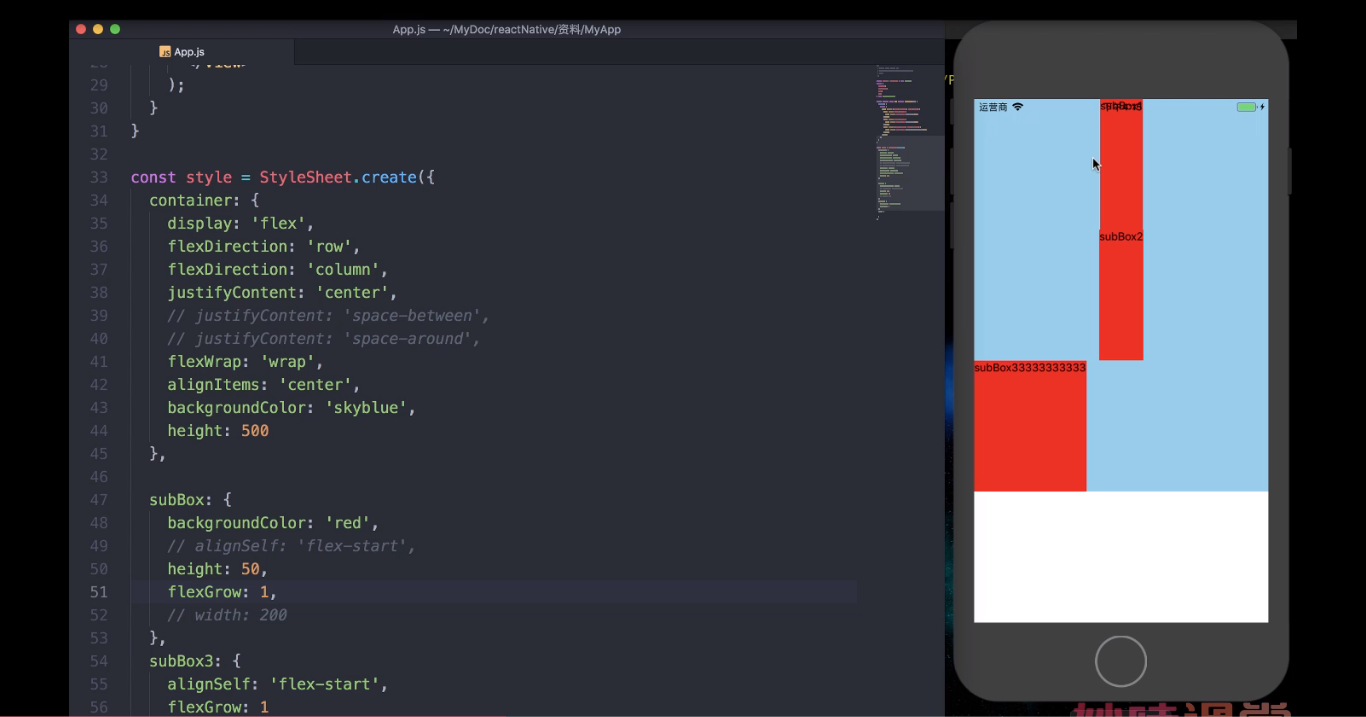 App.js — ~/MyDoc/reactNative/资料/MyApp
App.js
29 );
30 }
31 }
32
33 const style = StyleSheet.create({
34 container: {
35 display: 'flex',
36 flexDirection: 'row',
37 flexDirection: 'column',
38 justifyContent: 'center',
39 // justifyContent: 'space-between',
40 // justifyContent: 'space-around',
41 flexWrap: 'wrap',
42 alignItems: 'center',
43 backgroundColor: 'skyblue',
44 height: 500
45 },
46
47 subBox: {
48 backgroundColor: 'red',
49 // alignSelf: 'flex-start',
50 height: 50,
51 flexGrow: 1,
52 // width: 200
53 },
54 subBox3: {
55 alignSelf: 'flex-start',
56 flexGrow: 1
运营商
subBox2
subBox33333333333